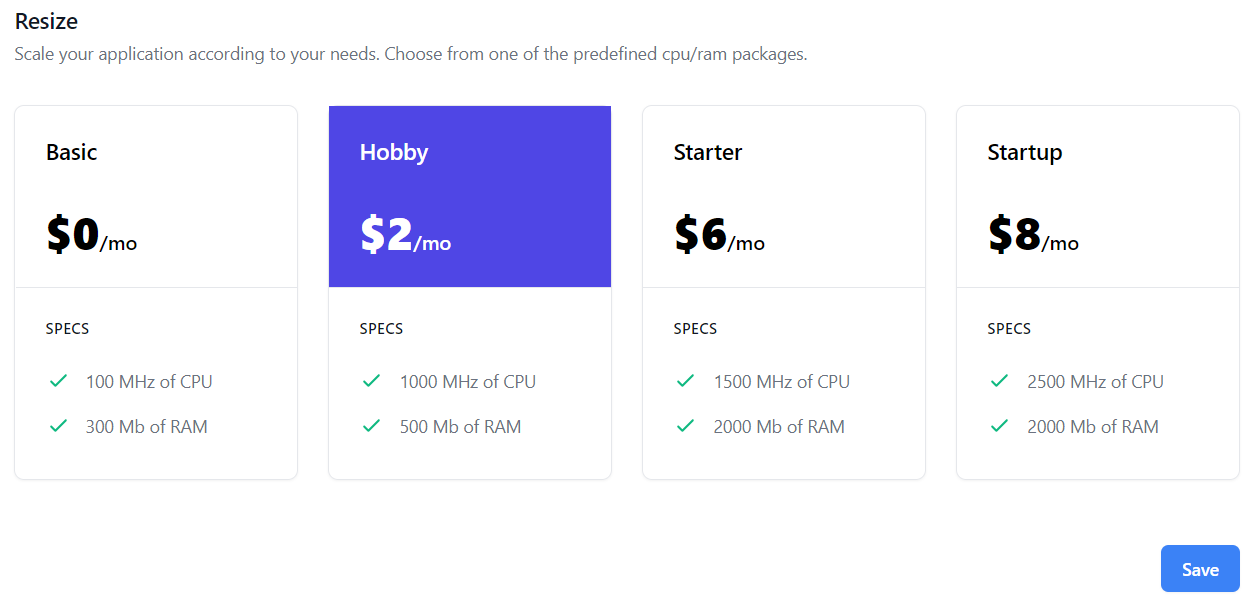 Resize
Scale your application according to your needs. Choose from one of the predefined cpu/ram packages.
Basic
$0/mo
SPECS
100 MHz of CPU
300 Mb of RAM
Hobby
$2/mo
SPECS
1000 MHz of CPU
500 Mb of RAM
Starter
$6/mo
SPECS
1500 MHz of CPU
2000 Mb of RAM
Startup
$8/mo
SPECS
2500 MHz of CPU
2000 Mb of RAM
Save